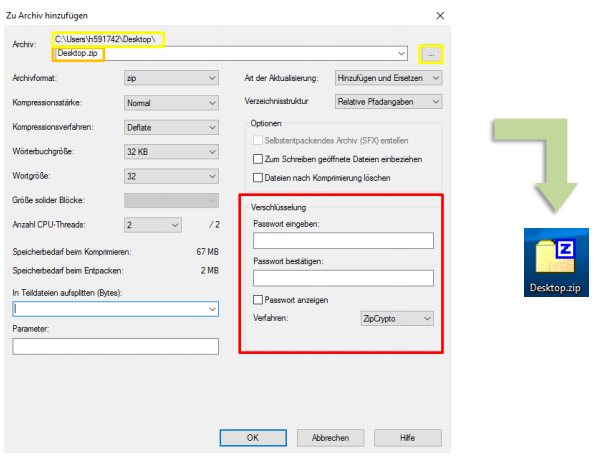 Zu Archiv hinzufügen
Archiv:
C:\Users\h591742\Desktop\
Desktop.zip
...
Archivformat:
zip
Kompressionsstärke:
Normal
Kompressionsverfahren:
Deflate
Wörterbuchgröße:
32 KB
Wortgröße:
32
Größe solider Blöcke:
Anzahl CPU-Threads:
2
/ 2
Speicherbedarf beim Komprimieren:
67 MB
Speicherbedarf beim Entpacken:
2 MB
In Teildateien aufsplitten (Bytes):
Parameter:
Art der Aktualisierung:
Hinzufügen und Ersetzen
Verzeichnisstruktur
Relative Pfadangaben
Optionen
Selbstentpackendes Archiv (SFX) erstellen
Zum Schreiben geöffnete Dateien einbeziehen
Dateien nach Komprimierung löschen
Verschlüsselung
Passwort eingeben:
Passwort bestätigen:
Passwort anzeigen
Verfahren:
ZipCrypto
OK
Abbrechen
Hilfe
Z
Desktop.zip